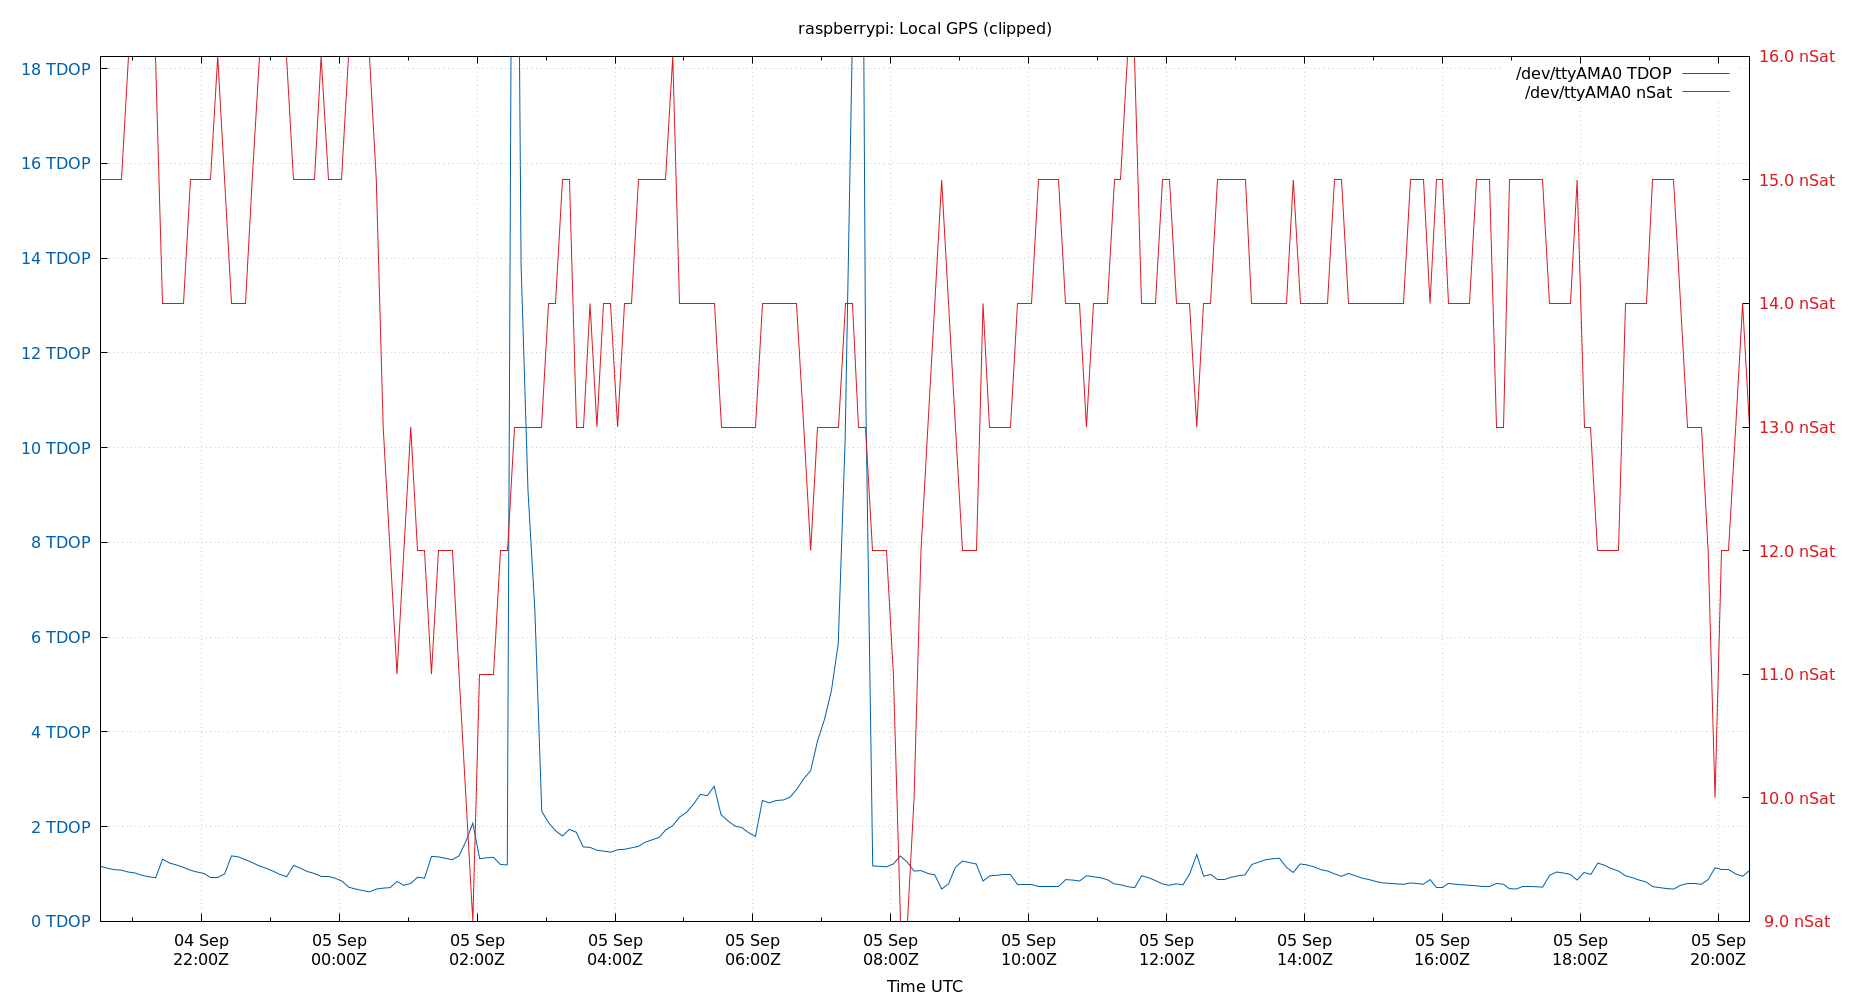 raspberrypi: Local GPS (clipped)
18 TDOP
16 TDOP
14 TDOP
12 TDOP
10 TDOP
8 TDOP
6 TDOP
4 TDOP
2 TDOP
0 TDOP
16.0 nSat
15.0 nSat
14.0 nSat
13.0 nSat
12.0 nSat
11.0 nSat
10.0 nSat
9.0 nSat
/dev/ttyAMA0 TDOP
/dev/ttyAMA0 nSat
04 Sep
22:00Z
05 Sep
00:00Z
05 Sep
02:00Z
05 Sep
04:00Z
05 Sep
06:00Z
05 Sep
08:00Z
05 Sep
10:00Z
05 Sep
12:00Z
05 Sep
14:00Z
05 Sep
16:00Z
05 Sep
18:00Z
05 Sep
20:00Z
Time UTC